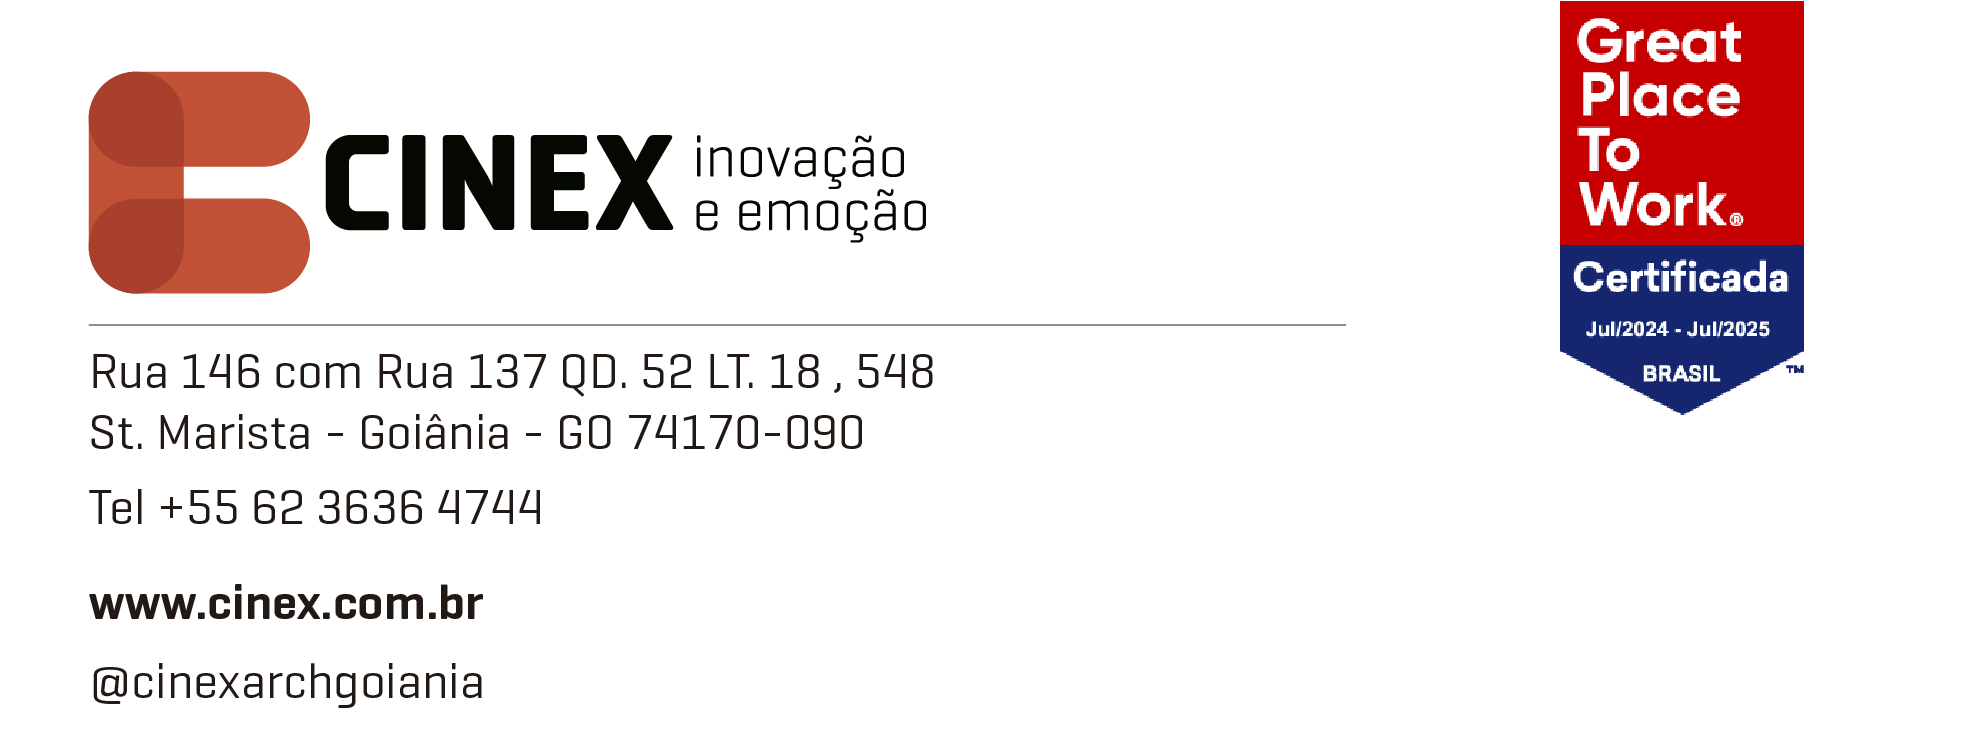 CINEX
inovação
e emoção
Rua 146 com Rua 137 QD. 52 LT. 18 , 548
St. Marista - Goiânia - GO 74170-090
Tel +55 62 3636 4744
www.cinex.com.br
@cinexarchgoiania
Great
Place
To
Work®
Certificada
Jul/2024 - Jul/2025
BRASIL
™